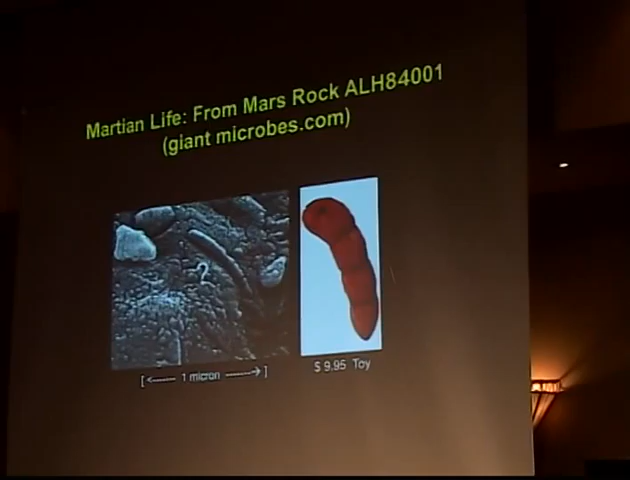 Martian Life: From Mars Rock ALH84001
(giant microbes.com)
[<------ 1 micron ------>]
$ 9.95 Toy